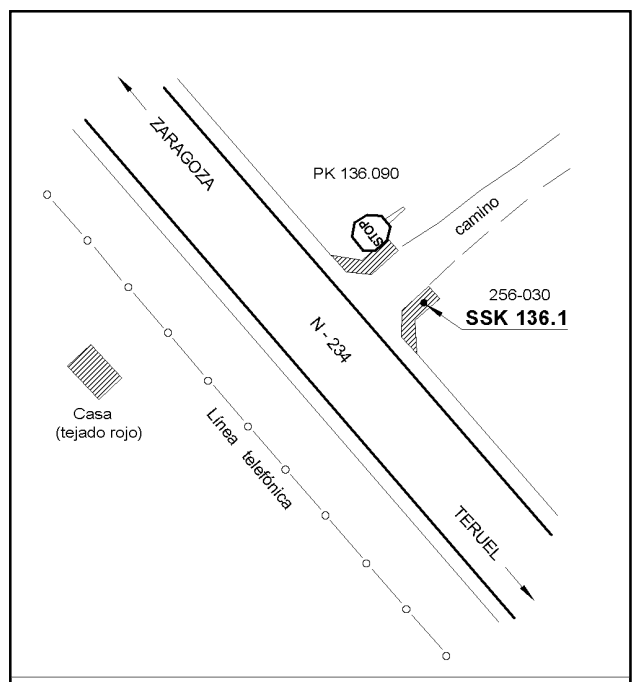 ZARAGOZA
PK 136.090
STOP
camino
256-030
SSK 136.1
N - 234
Casa
(tejado rojo)
Línea telefónica
TERUEL